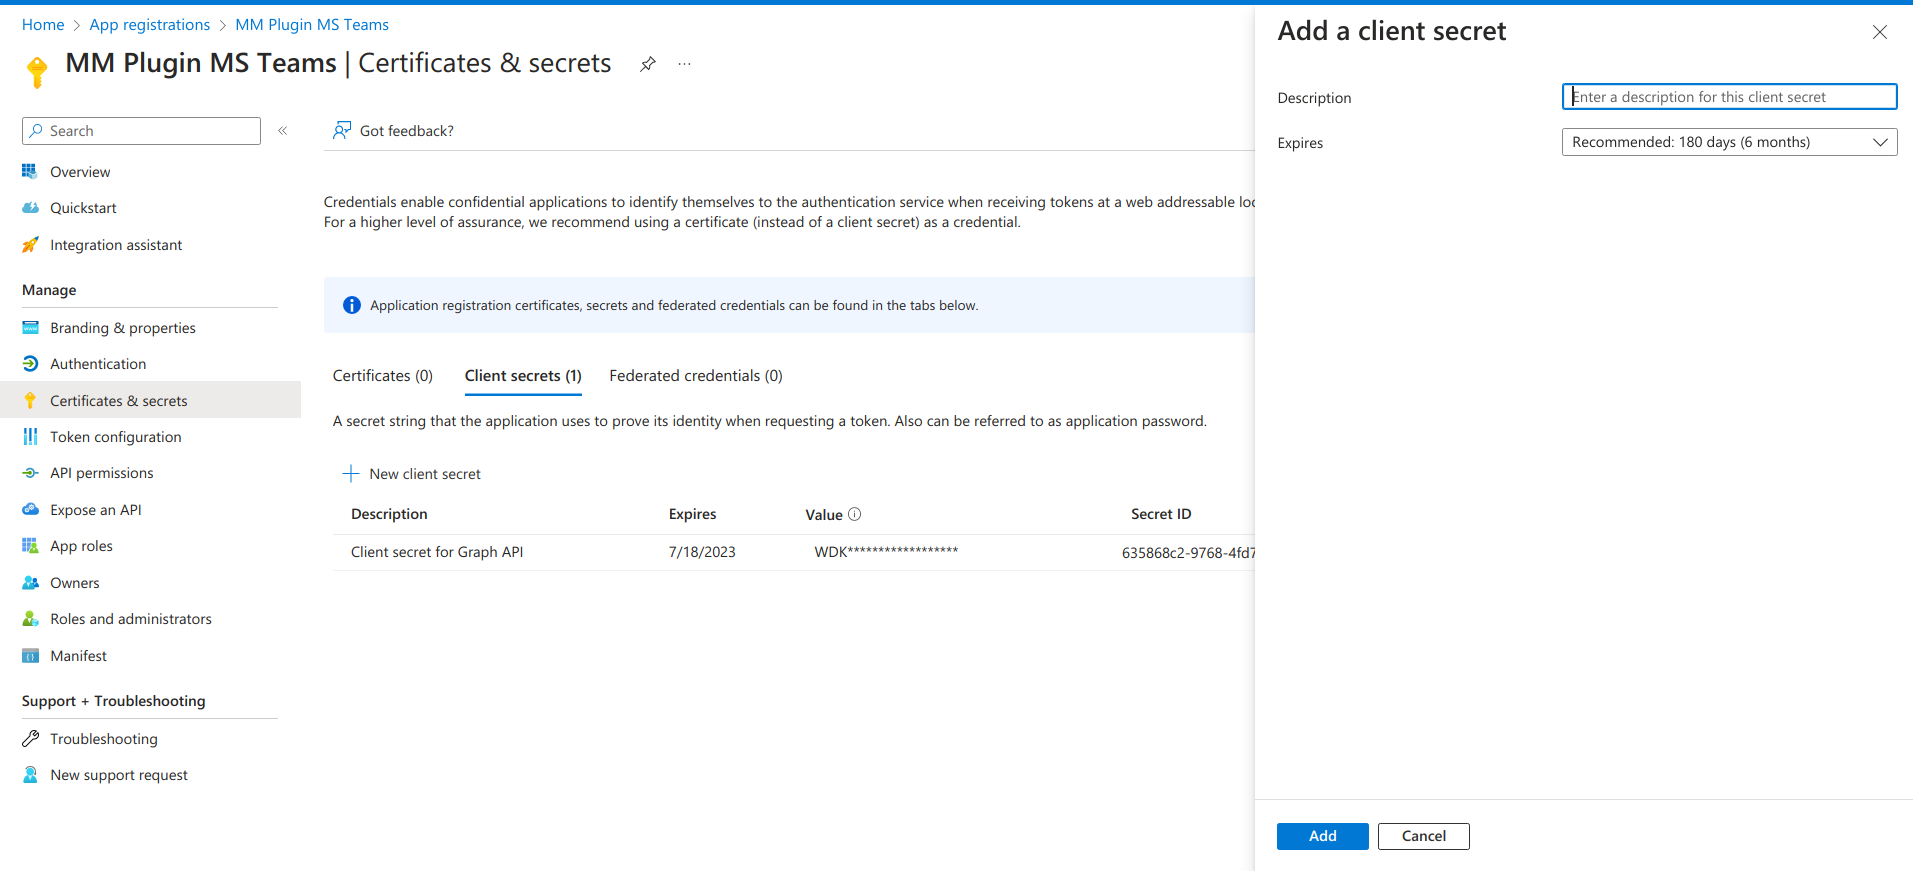 Home > App registrations > MM Plugin MS Teams
MM Plugin MS Teams | Certificates & secrets
Search
Overview
Quickstart
Integration assistant
Manage
Branding & properties
Authentication
Certificates & secrets
Token configuration
API permissions
Expose an API
App roles
Owners
Roles and administrators
Manifest
Support + Troubleshooting
Troubleshooting
New support request
Got feedback?
Credentials enable confidential applications to identify themselves to the authentication service when receiving tokens at a web addressable loc
For a higher level of assurance, we recommend using a certificate (instead of a client secret) as a credential.
Application registration certificates, secrets and federated credentials can be found in the tabs below.
Certificates (0) Client secrets (1) Federated credentials (0)
A secret string that the application uses to prove its identity when requesting a token. Also can be referred to as application password.
New client secret
Description Expires Value Secret ID
Client secret for Graph API 7/18/2023 WDK****************** 635868c2-9768-4fd7
Add a client secret
Description Enter a description for this client secret
Expires Recommended: 180 days (6 months)
Add Cancel